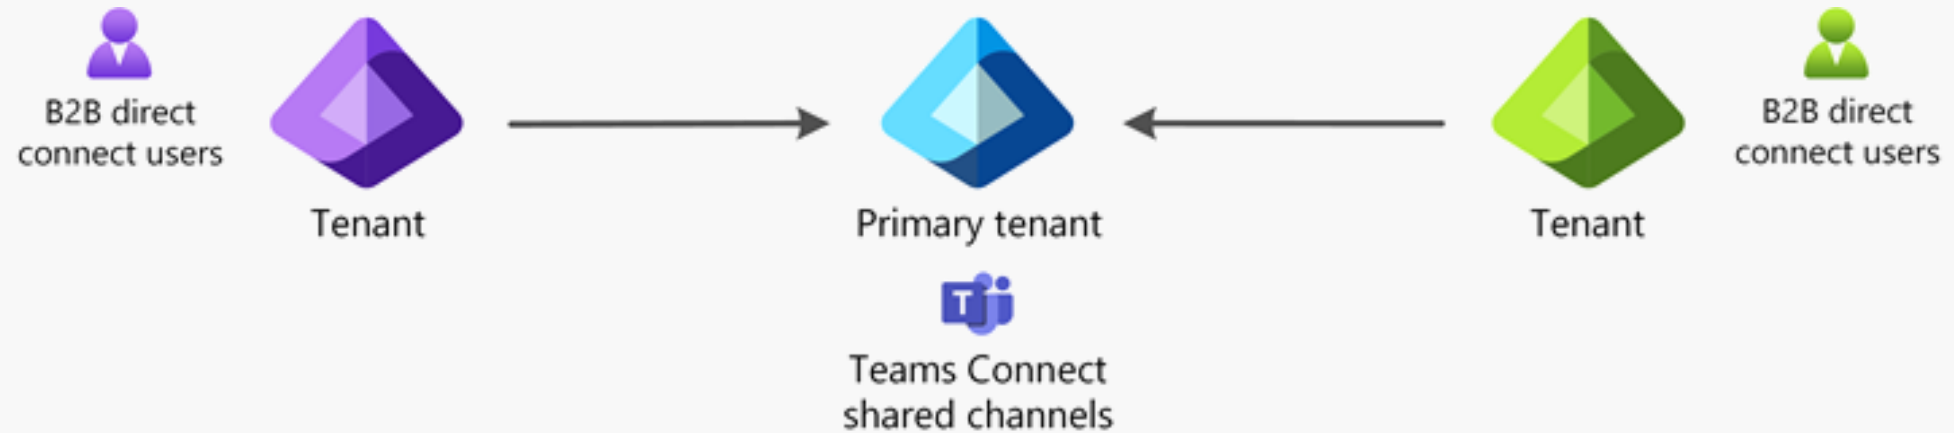 B2B direct
connect users
Tenant
Primary tenant
T
Teams Connect
shared channels
Tenant
B2B direct
connect users